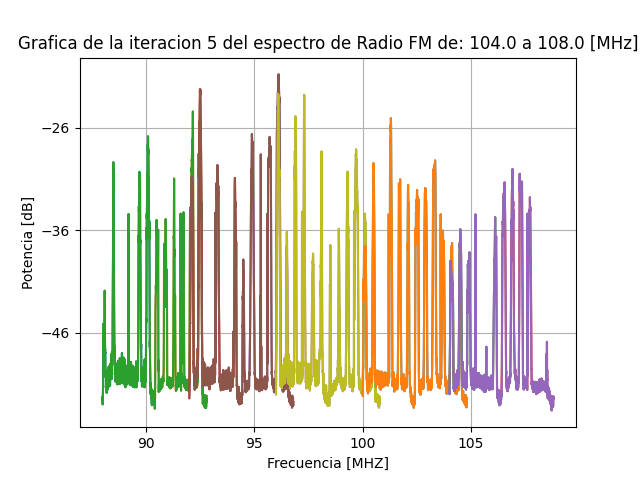 Grafica de la iteracion 5 del espectro de Radio FM de: 104.0 a 108.0 [MHz]
Potencia [dB]
−26
−36
−46
90 95 100 105
Frecuencia [MHZ]